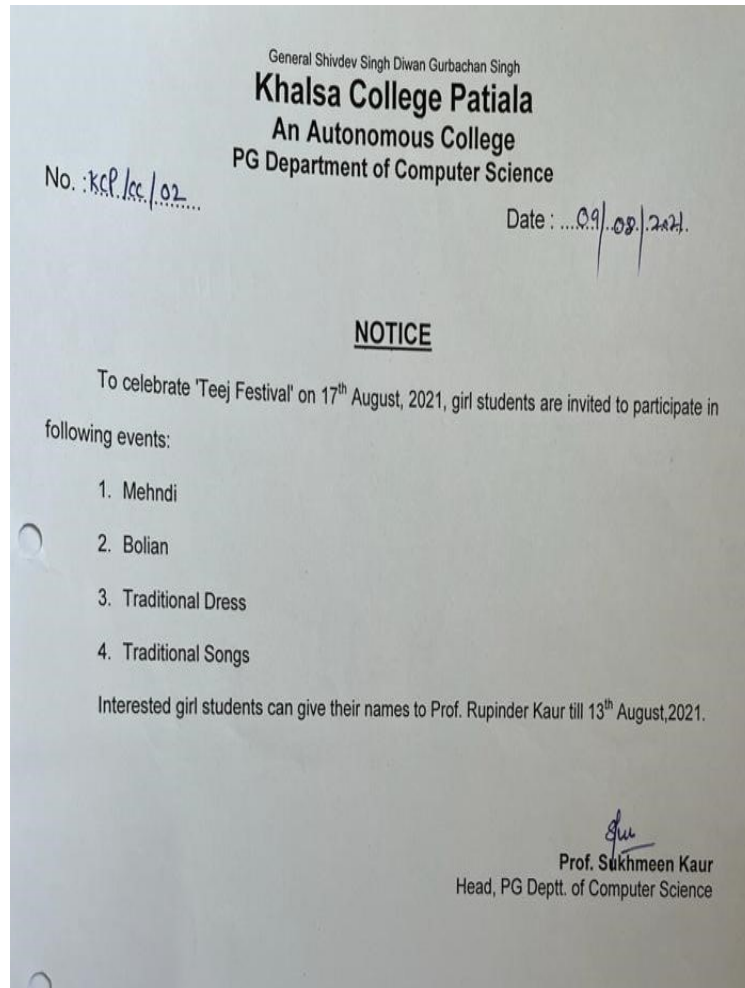 General Shivdev Singh Diwan Gurbachan Singh
Khalsa College Patiala
An Autonomous College
PG Department of Computer Science
No. :KCP/CC/02
Date : ....09/08/2021.
NOTICE
To celebrate 'Teej Festival' on 17th August, 2021, girl students are invited to participate in
following events:
1. Mehndi
2. Bolian
3. Traditional Dress
4. Traditional Songs
Interested girl students can give their names to Prof. Rupinder Kaur till 13th August,2021.
Prof. Sukhmeen Kaur
Head, PG Deptt. of Computer Science